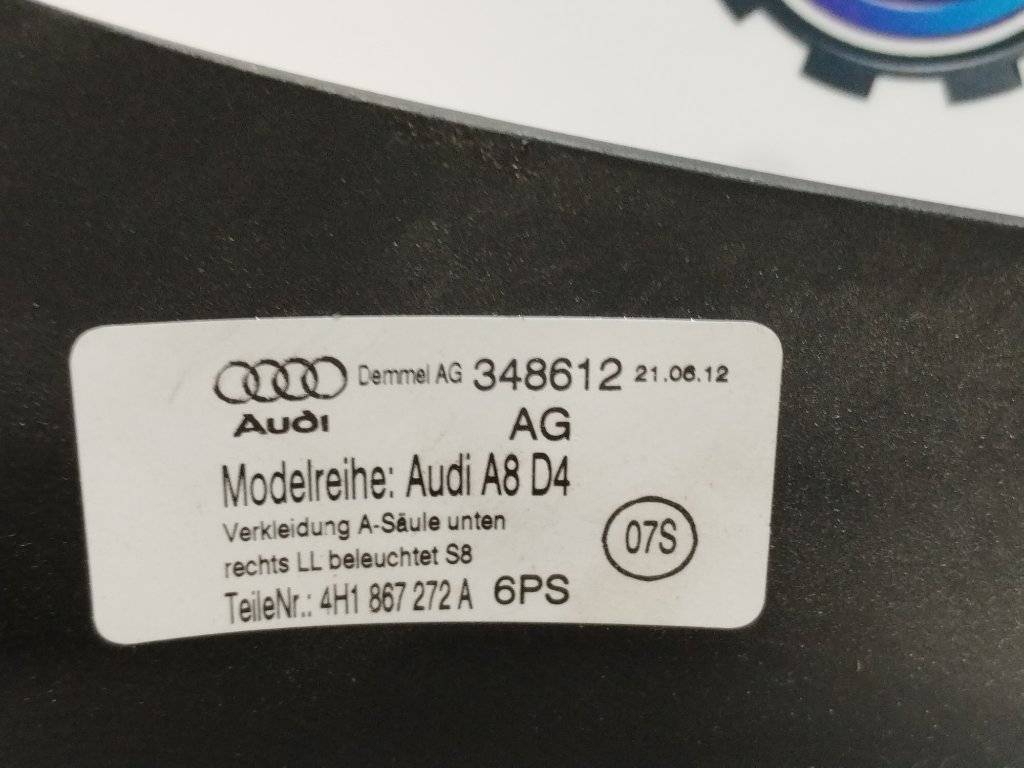 Demmel AG 348612 21.06.12
Audi AG
Modelreihe: Audi A8 D4
Verkleidung A-Säule unten
rechts LL beleuchtet S8
07S
TeileNr.: 4H1 867 272 A 6PS